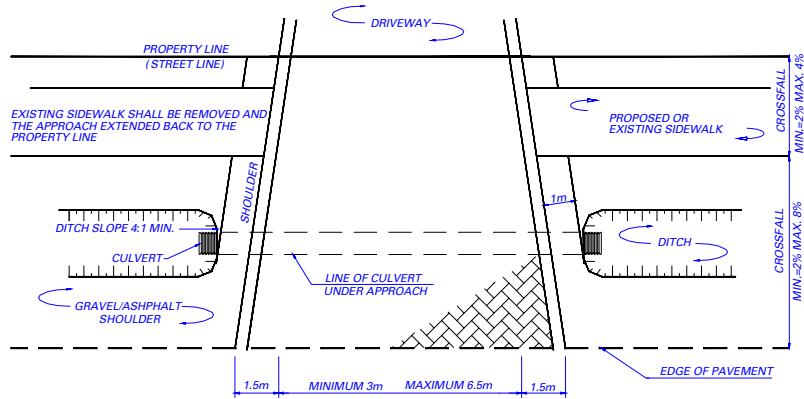 DRIVEWAY
PROPERTY LINE
(STREET LINE)
EXISTING SIDEWALK SHALL BE REMOVED AND
THE APPROACH EXTENDED BACK TO THE
PROPERTY LINE
PROPOSED OR
EXISTING SIDEWALK
CROSSFALL
MIN.=2% MAX. 4%
SHOULDER
1m
DITCH SLOPE 4:1 MIN.
CULVERT
DITCH
CROSSFALL
MIN.=2% MAX. 8%
LINE OF CULVERT
UNDER APPROACH
GRAVEL/ASHPHALT
SHOULDER
EDGE OF PAVEMENT
1.5m
MINIMUM 3m MAXIMUM 6.5m
1.5m